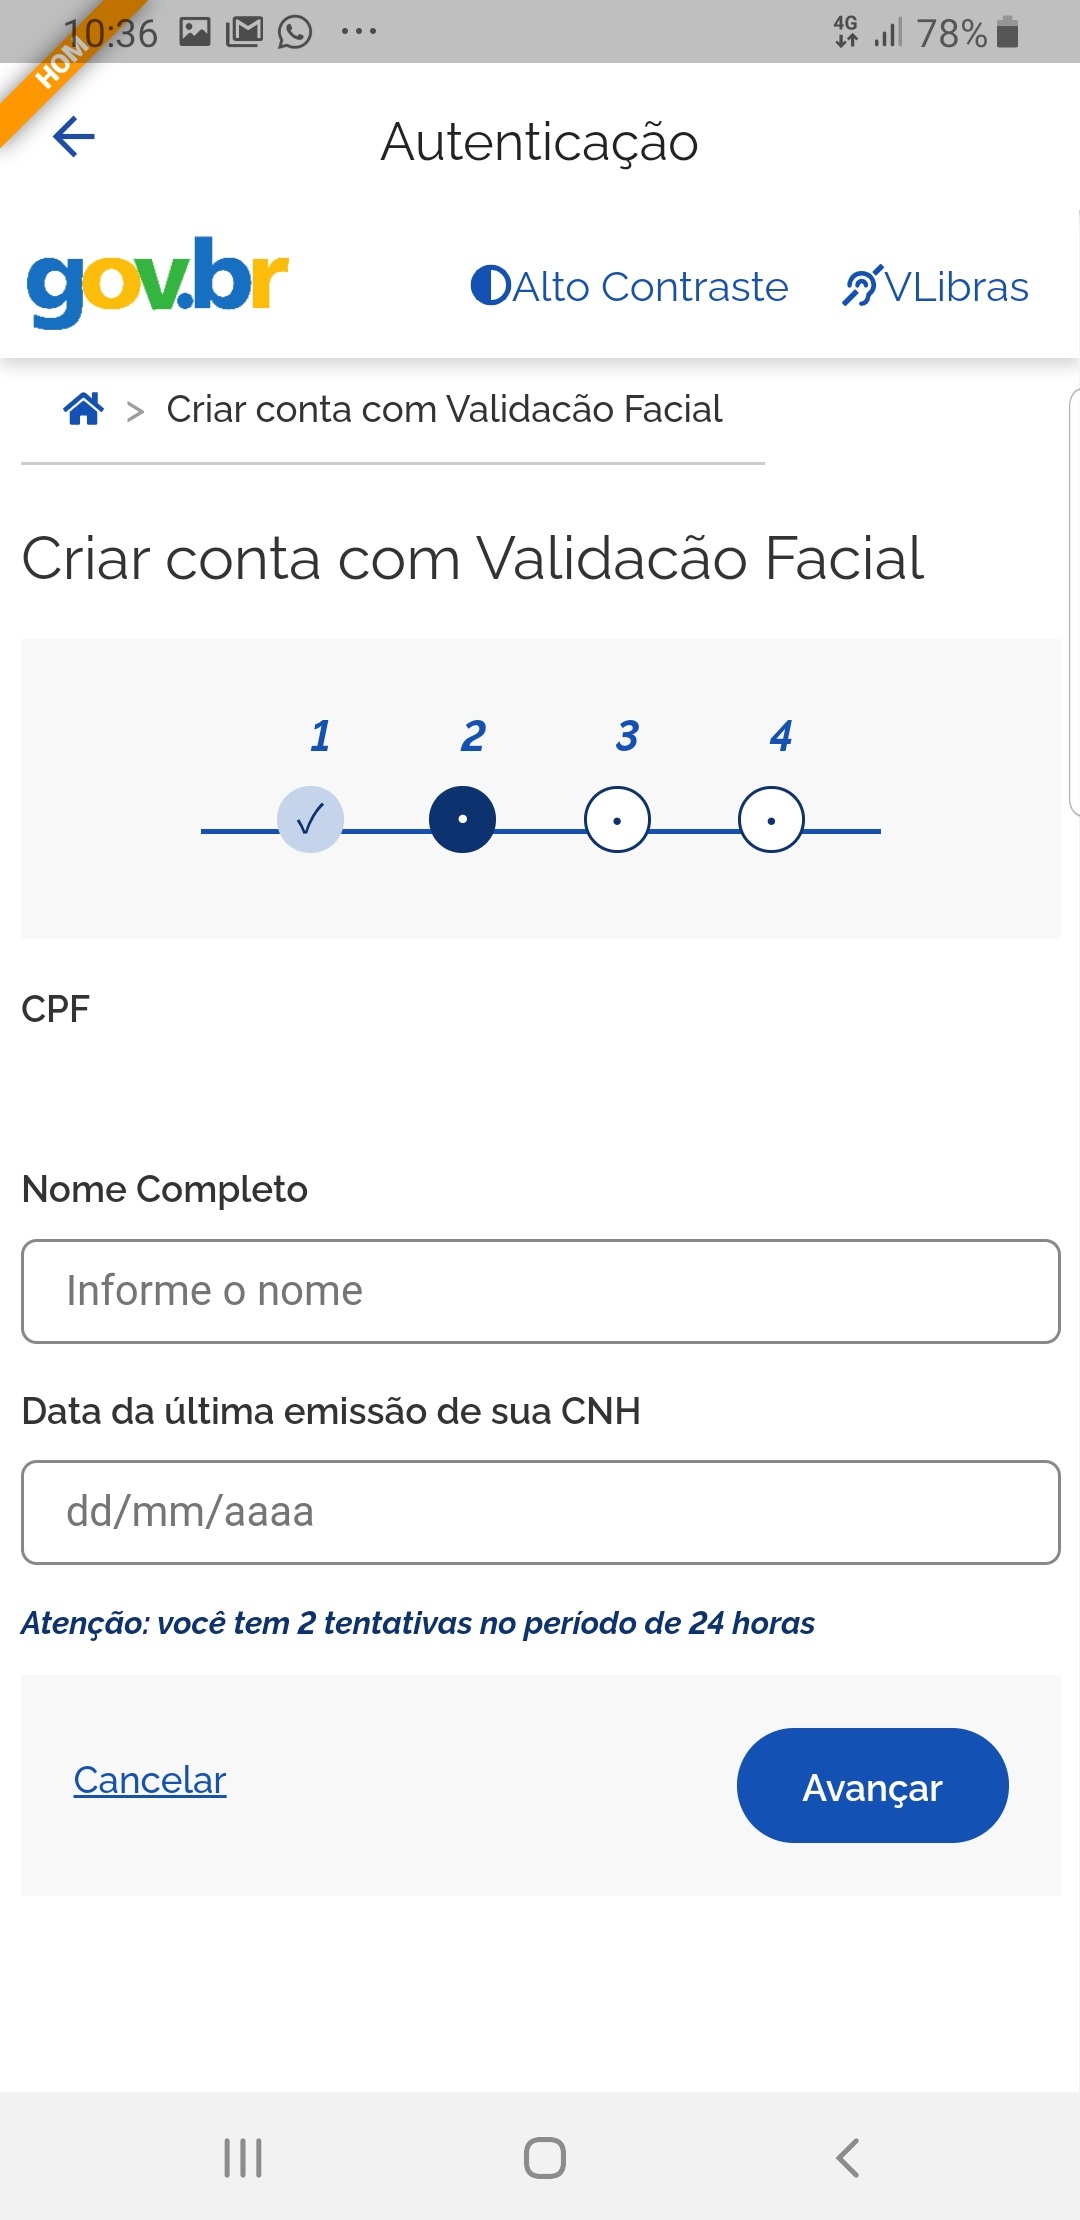 10:36 4G 78%
HOM
Autenticação
gov.br Alto Contraste VLibras
> Criar conta com Validacão Facial
Criar conta com Validacão Facial
1 2 3 4
CPF
Nome Completo
Informe o nome
Data da última emissão de sua CNH
dd/mm/aaaa
Atenção: você tem 2 tentativas no período de 24 horas
Cancelar Avançar